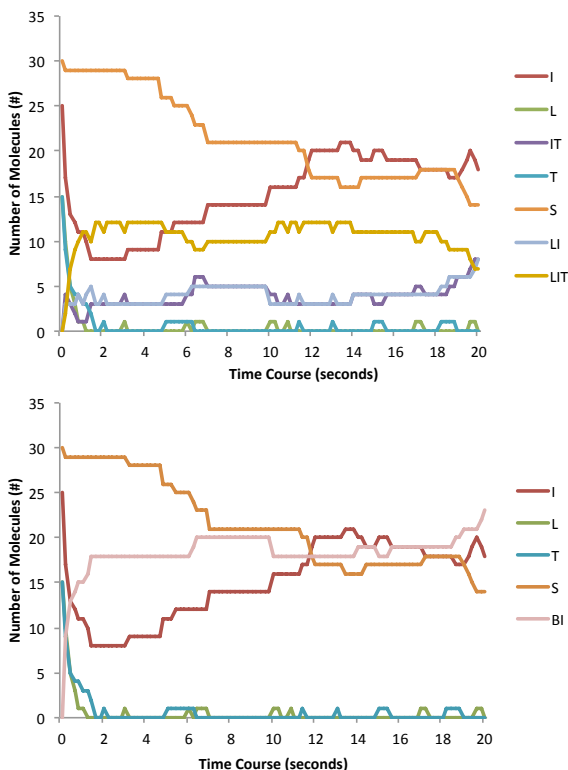 35
30
25
20
15
10
5
0
Number of Molecules (#)
0 2 4 6 8 10 12 14 16 18 20
Time Course (seconds)
I
L
IT
T
S
LI
LIT
35
30
25
20
15
10
5
0
Number of Molecules (#)
0 2 4 6 8 10 12 14 16 18 20
Time Course (seconds)
I
L
T
S
BI